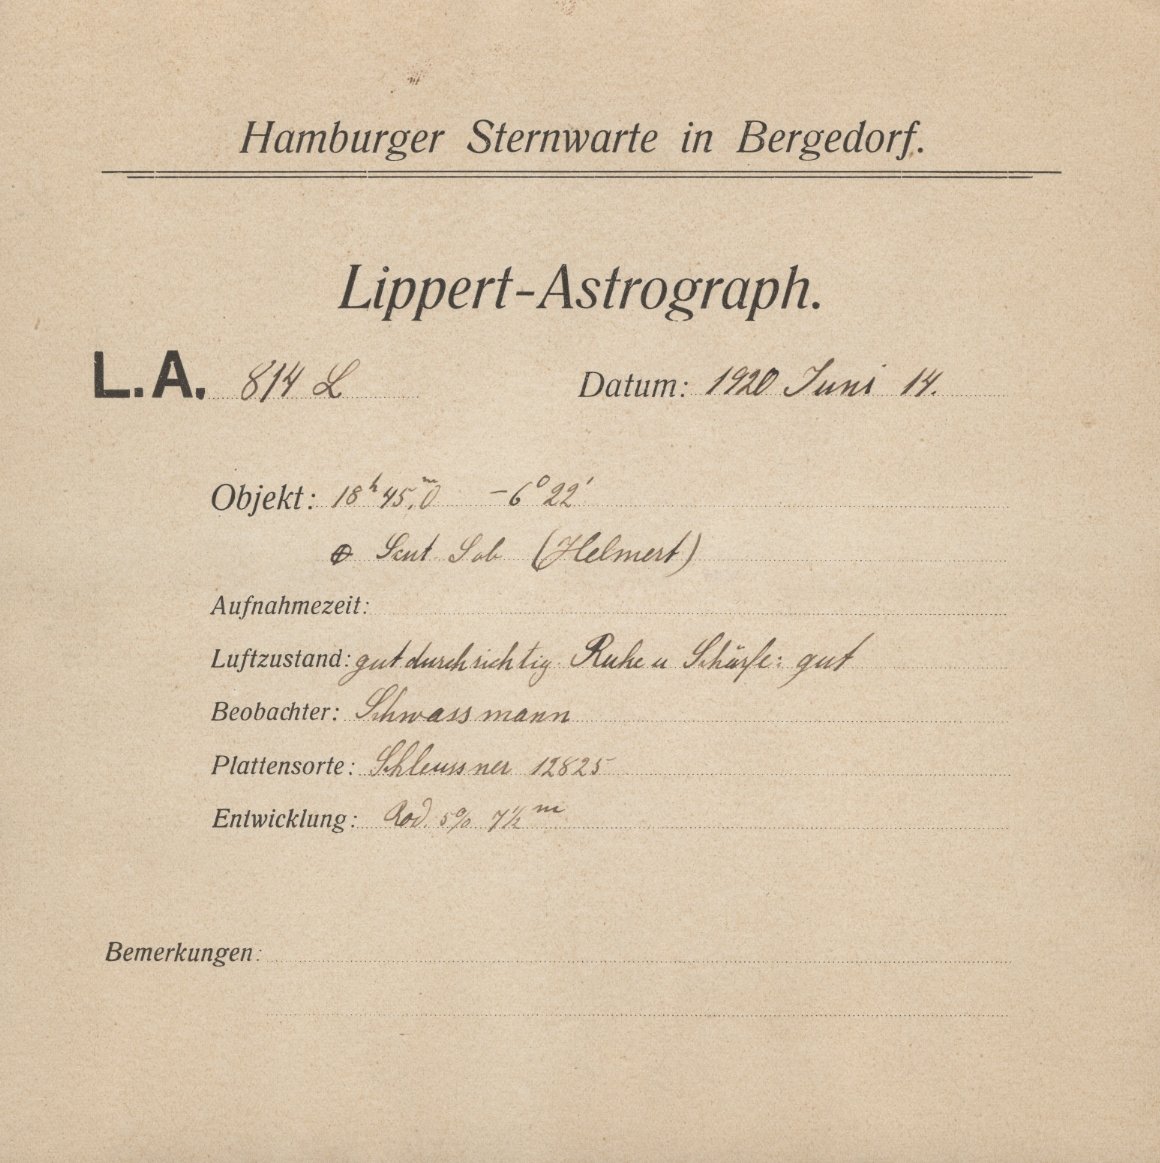 Hamburger Sternwarte in Bergedorf.
Lippert-Astrograph.
L.A. 814 L Datum: 1920 Juni 14.
Objekt: 18ʰ 45,ᵐ0 −6° 22′
Scut Sob (Helmert)
Aufnahmezeit:
Luftzustand: gut durchsichtig Ruhe u Schärfe: gut
Beobachter: Schwassmann
Plattensorte: Schleussner 12825
Entwicklung: Rod. 5% 7½ᵐ
Bemerkungen: